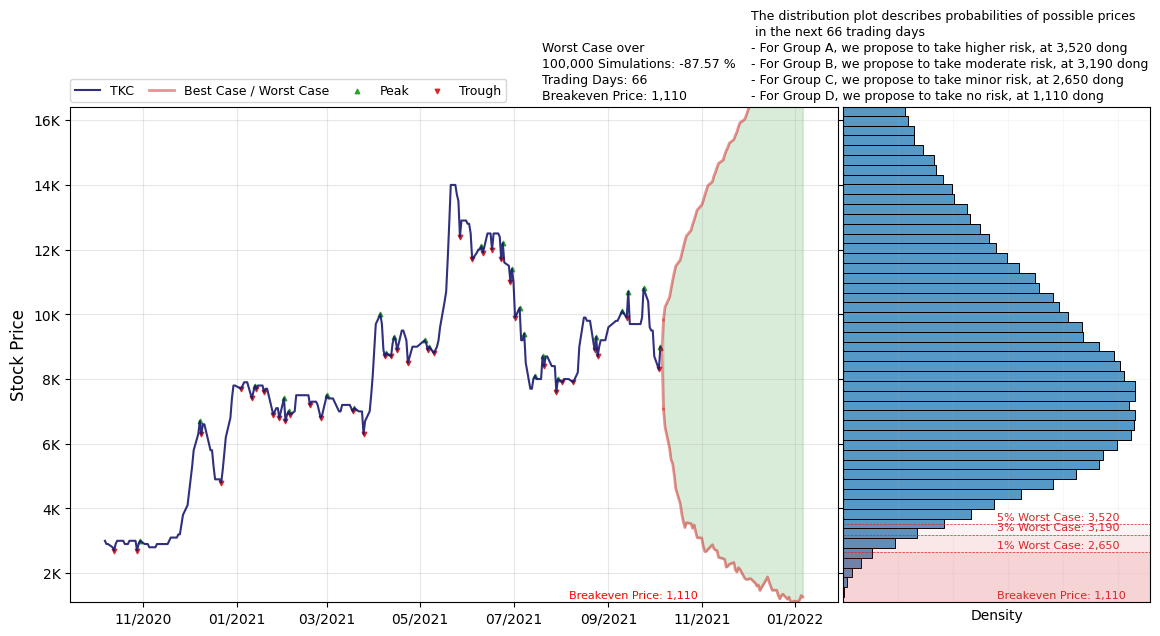 The distribution plot describes probabilities of possible prices
in the next 66 trading days
- For Group A, we propose to take higher risk, at 3,520 dong
- For Group B, we propose to take moderate risk, at 3,190 dong
- For Group C, we propose to take minor risk, at 2,650 dong
- For Group D, we propose to take no risk, at 1,110 dong
Worst Case over
100,000 Simulations: -87.57 %
Trading Days: 66
Breakeven Price: 1,110
TKC
Best Case / Worst Case
Peak
Trough
16K
14K
12K
10K
8K
6K
4K
2K
Stock Price
5% Worst Case: 3,520
3% Worst Case: 3,190
1% Worst Case: 2,650
Breakeven Price: 1,110
Breakeven Price: 1,110
11/2020
01/2021
03/2021
05/2021
07/2021
09/2021
11/2021
01/2022
Density